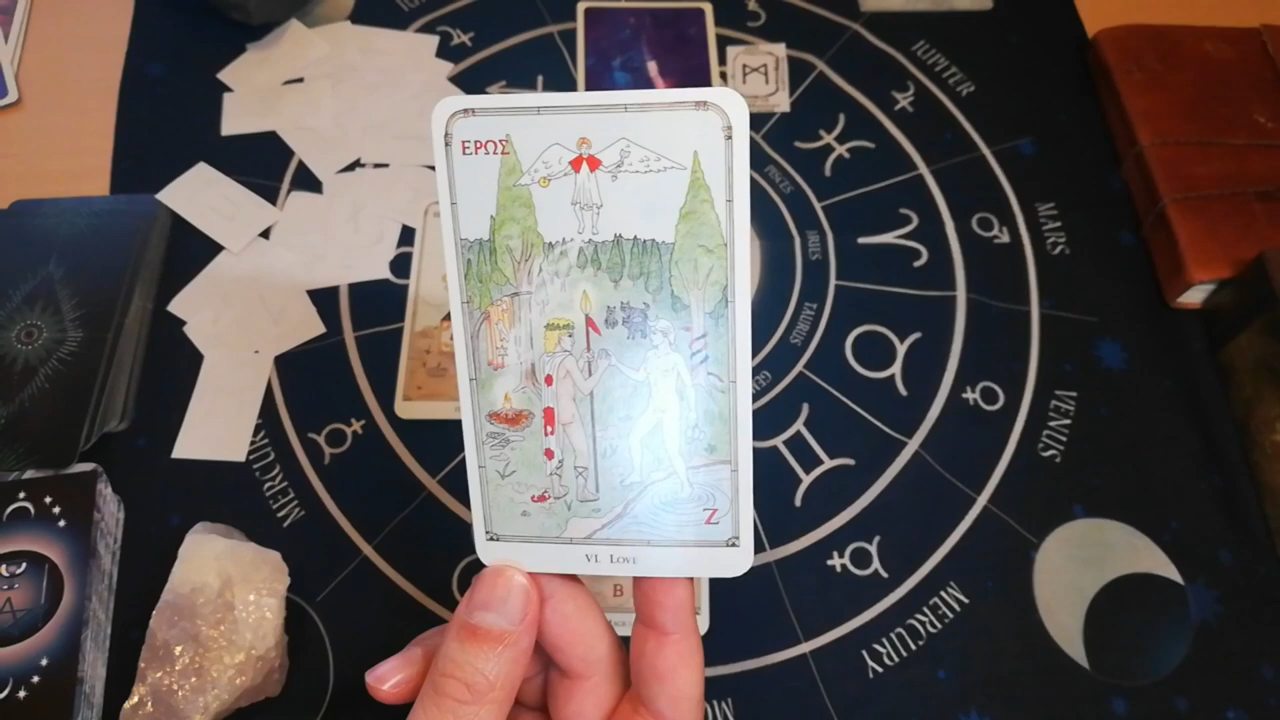 JUPITER
ΕΡΩΣ
PISCES
MARS
ARIES
TAURUS
VENUS
MERCURY
Z
VI. LOVE
B
MERCURY